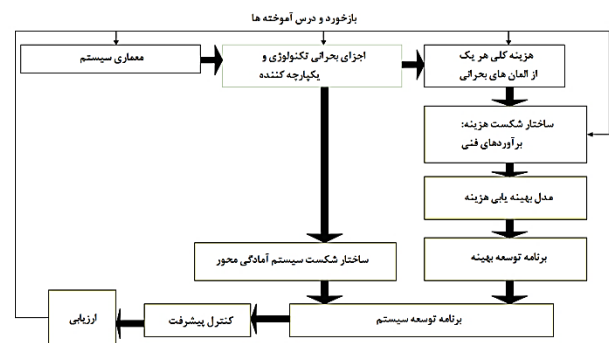 بازخورد و درس آموخته ها
معماری سیستم
اجزای بحرانی تکنولوژی و
یکپارچه کننده
هزینه کلی هر یک
از المان های بحرانی
ساختار شکست هزینه:
برآوردهای فنی
مدل بهینه یابی هزینه
ساختار شکست سیستم آمادگی محور
برنامه توسعه بهینه
ارزیابی
کنترل پیشرفت
برنامه توسعه سیستم